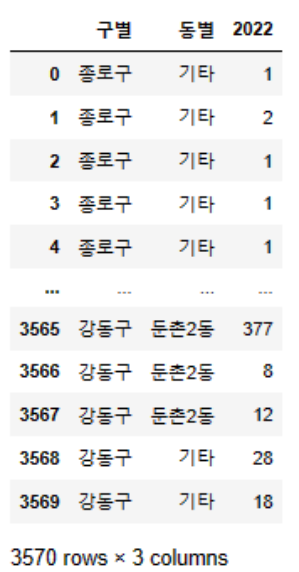 구별 동별 2022
0 종로구 기타 1
1 종로구 기타 2
2 종로구 기타 1
3 종로구 기타 1
4 종로구 기타 1
... ... ... ...
3565 강동구 둔촌2동 377
3566 강동구 둔촌2동 8
3567 강동구 둔촌2동 12
3568 강동구 기타 28
3569 강동구 기타 18
3570 rows × 3 columns